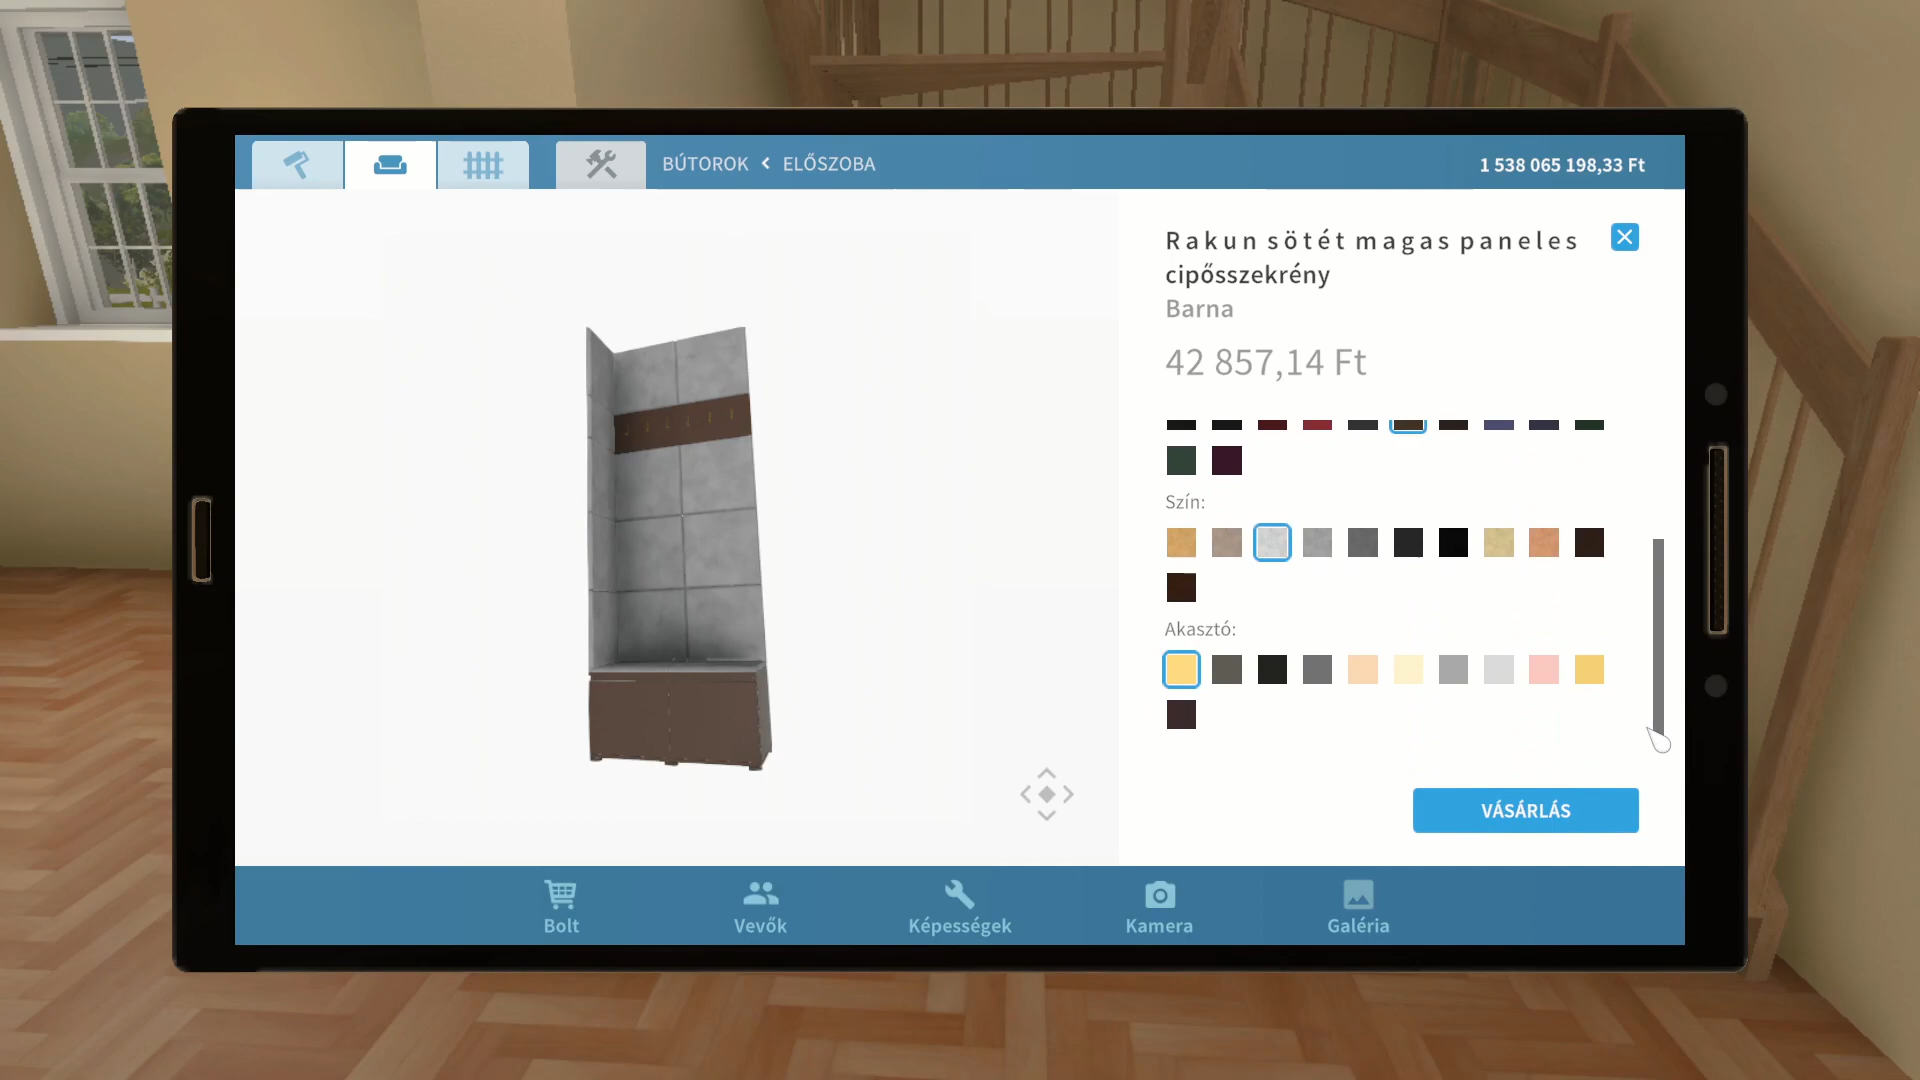 BÚTOROK < ELŐSZOBA
1 538 065 198,33 Ft
Rakun sötét magas paneles
cipősszekrény
Barna
42 857,14 Ft
Szín:
Akasztó:
VÁSÁRLÁS
Bolt
Vevők
Képességek
Kamera
Galéria